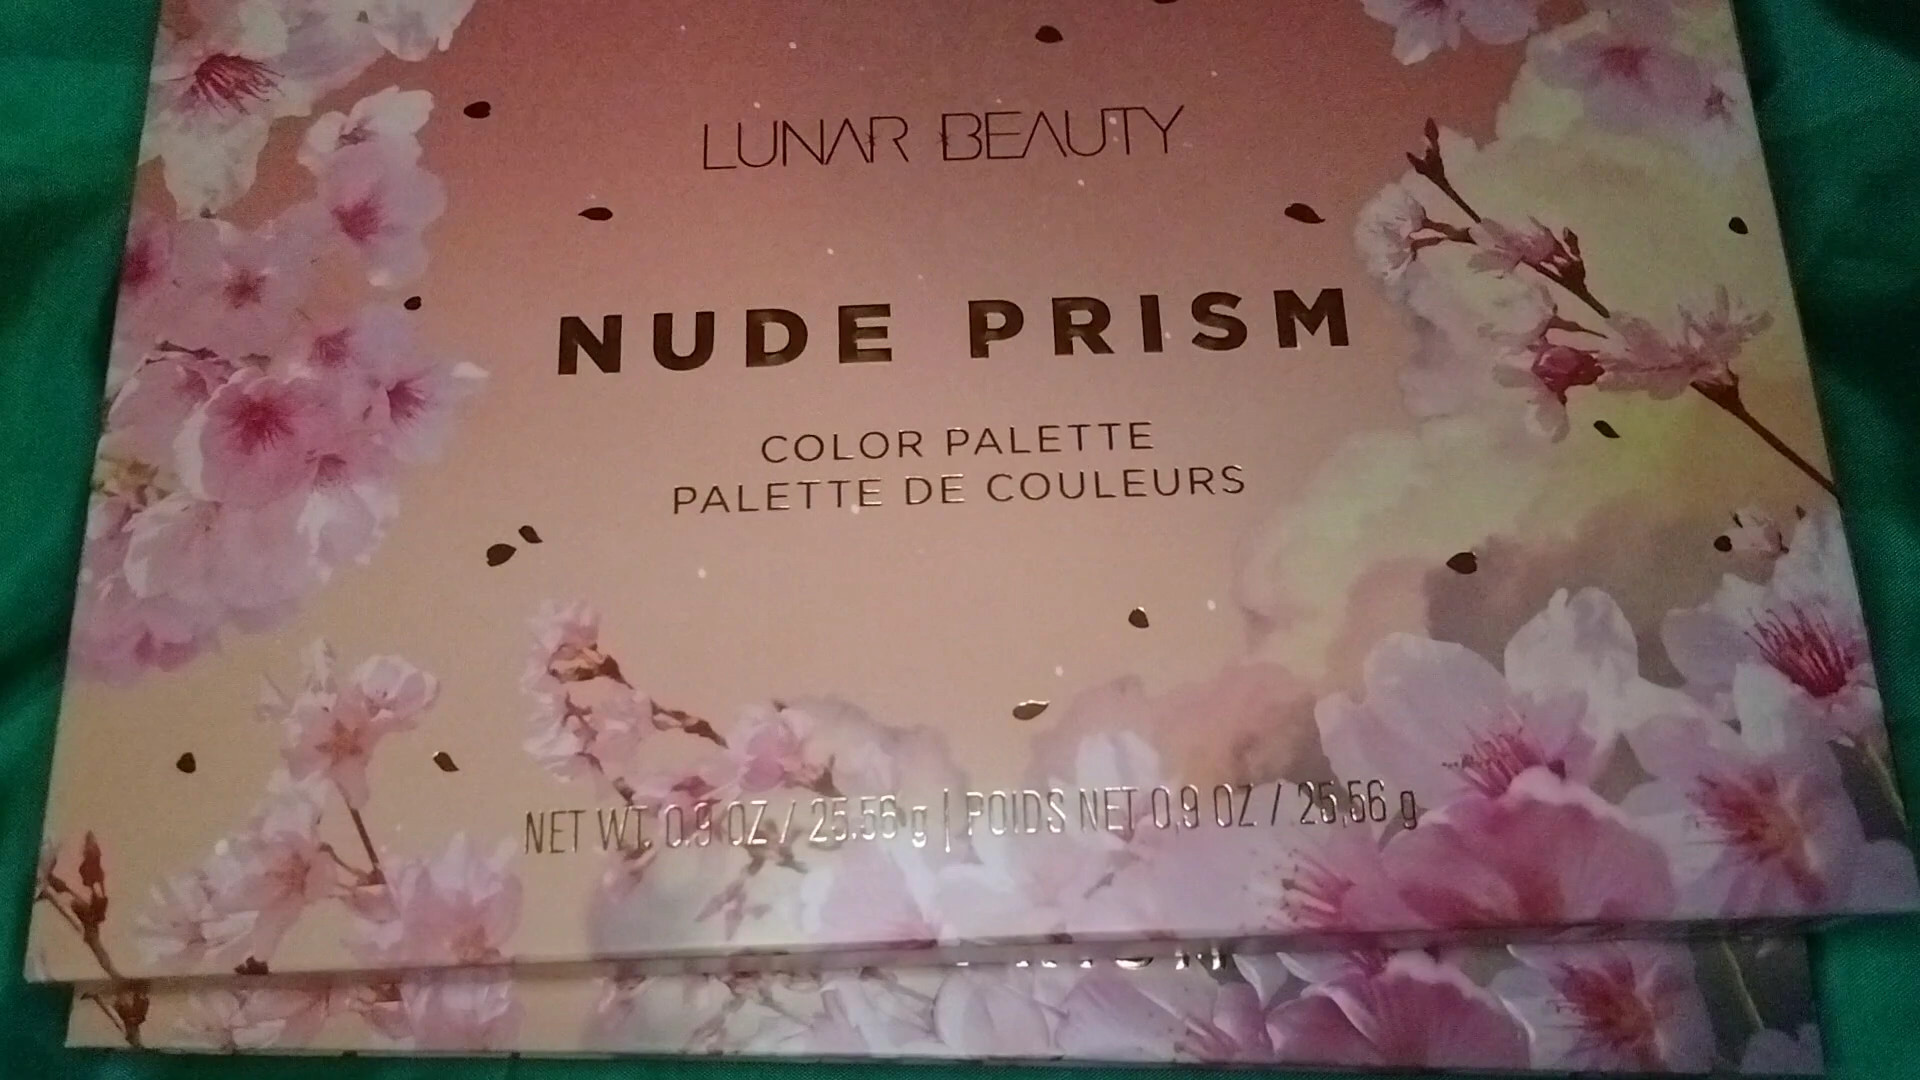 LUNAR BEAUTY
NUDE PRISM
COLOR PALETTE
PALETTE DE COULEURS
NET WT. 0.9 OZ / 25.56 g | POIDS NET 0,9 OZ / 25,56 g